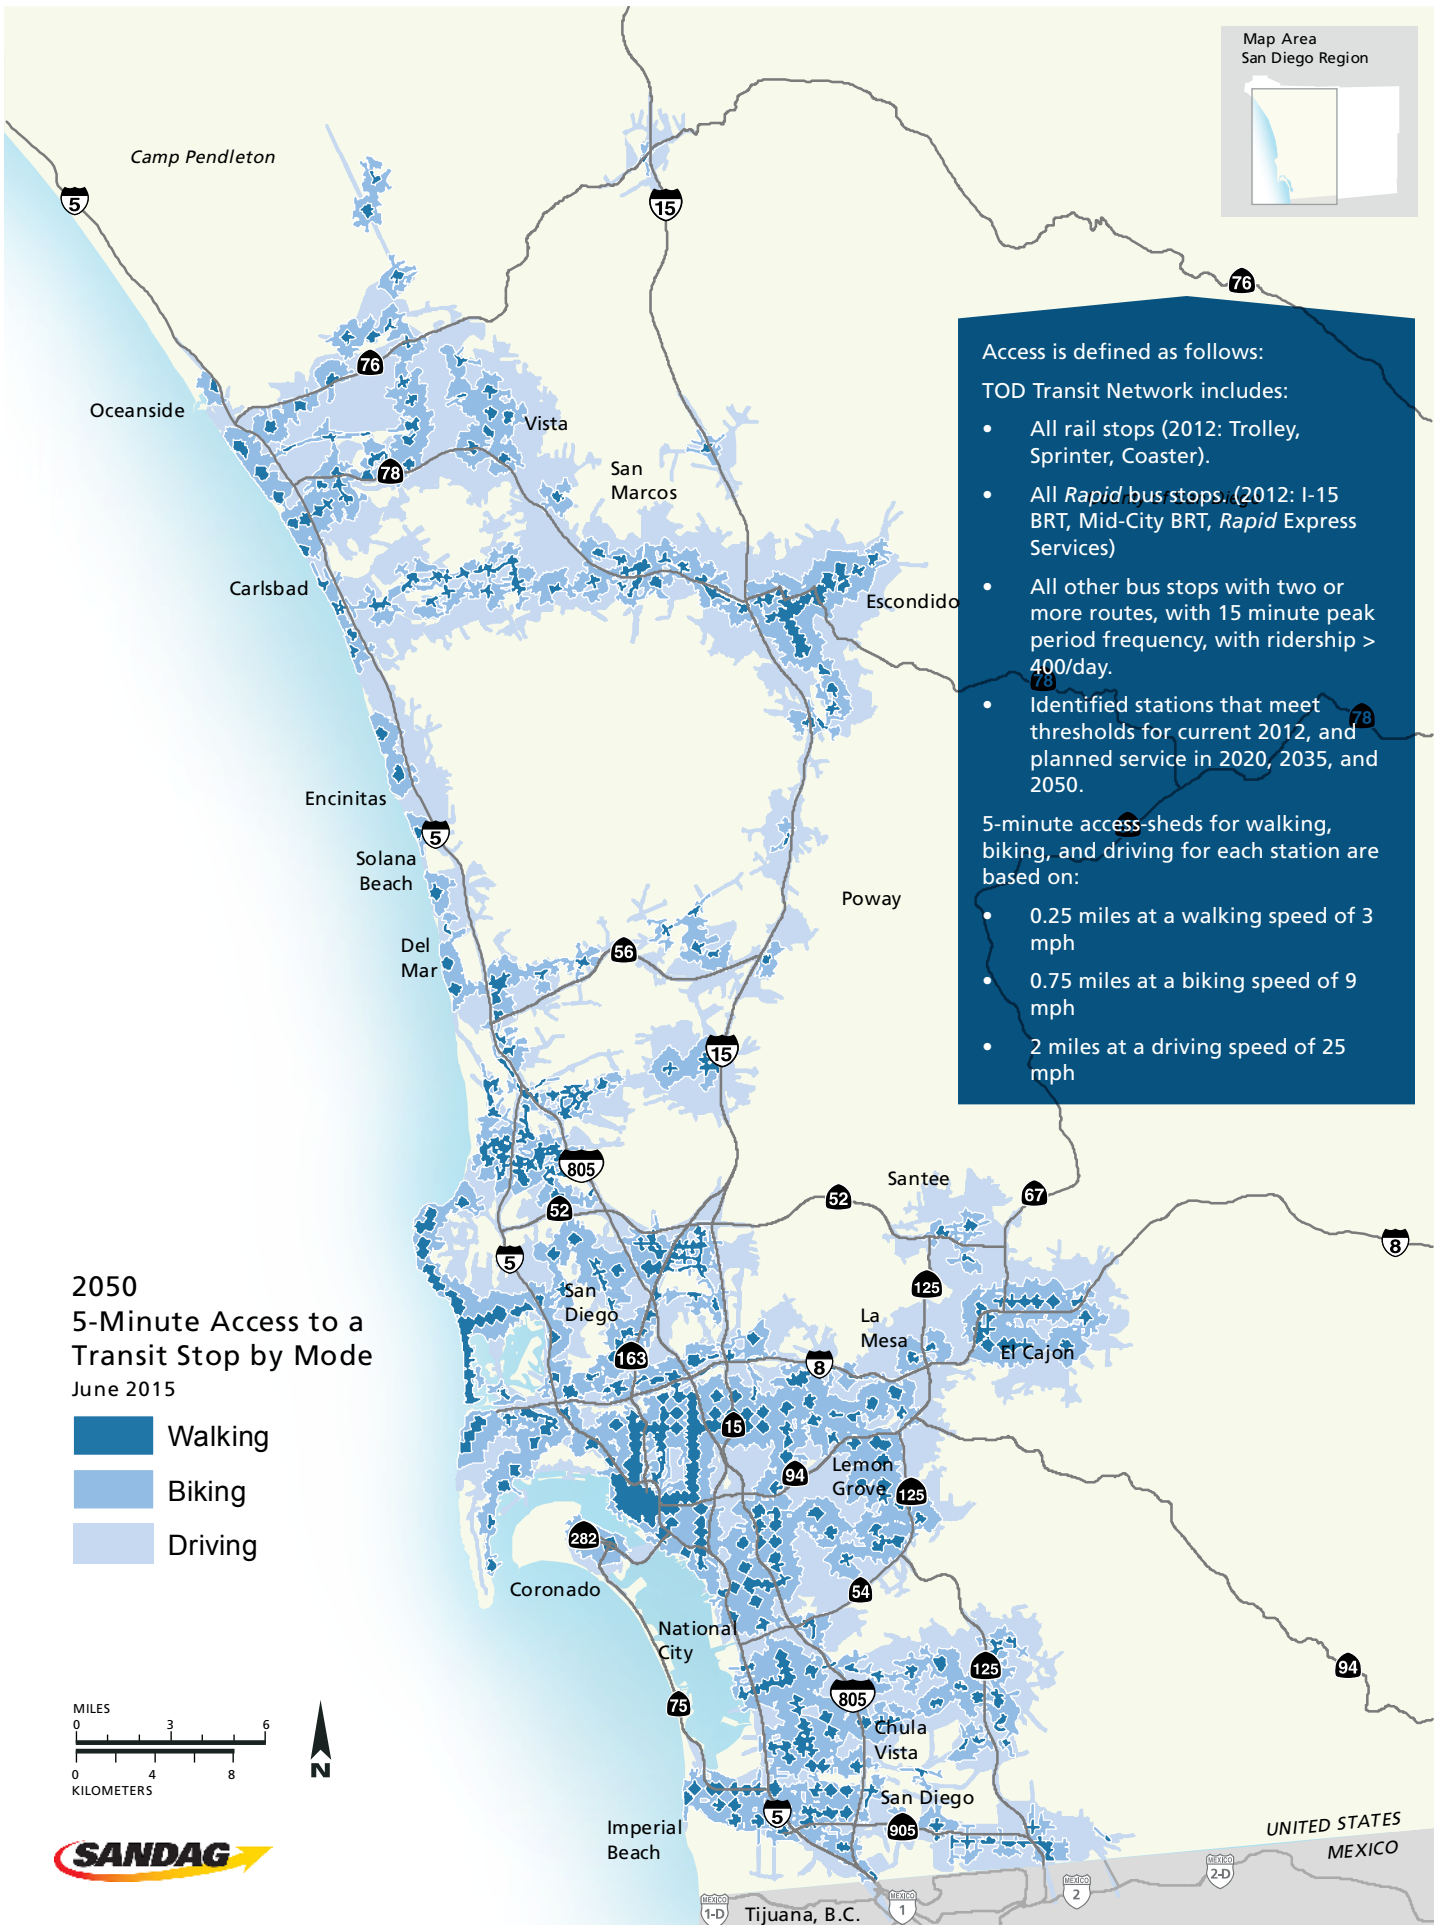 Map Area
San Diego Region
Camp Pendleton
5
15
76
Access is defined as follows:
TOD Transit Network includes:
• All rail stops (2012: Trolley,
Sprinter, Coaster).
• All Rapid bus stops. (2012: I-15
BRT, Mid-City BRT, Rapid Express
Services)
• All other bus stops with two or
more routes, with 15 minute peak
period frequency, with ridership >
400/day.
78
• Identified stations that meet
thresholds for current 2012, and
planned service in 2020, 2035, and
2050.
78
5-minute access-sheds for walking,
biking, and driving for each station are
based on:
• 0.25 miles at a walking speed of 3
mph
• 0.75 miles at a biking speed of 9
mph
• 2 miles at a driving speed of 25
mph
76
Oceanside
Vista
78
San
Marcos
Carlsbad
Escondido
Encinitas
5
Solana
Beach
Poway
Del
Mar
56
15
805
Santee
52
67
52
8
5
125
San
Diego
La
Mesa
163
8
El Cajon
15
Lemon
Grove
94
125
282
Coronado
54
National
City
125
94
805
75
Chula
Vista
San Diego
5
905
Imperial
Beach
UNITED STATES
MEXICO
MEXICO
2-D
MEXICO
2
MEXICO
1
MEXICO
1-D
Tijuana, B.C.
2050
5-Minute Access to a
Transit Stop by Mode
June 2015
Walking
Biking
Driving
MILES
0 3 6
0 4 8
KILOMETERS
N
SANDAG